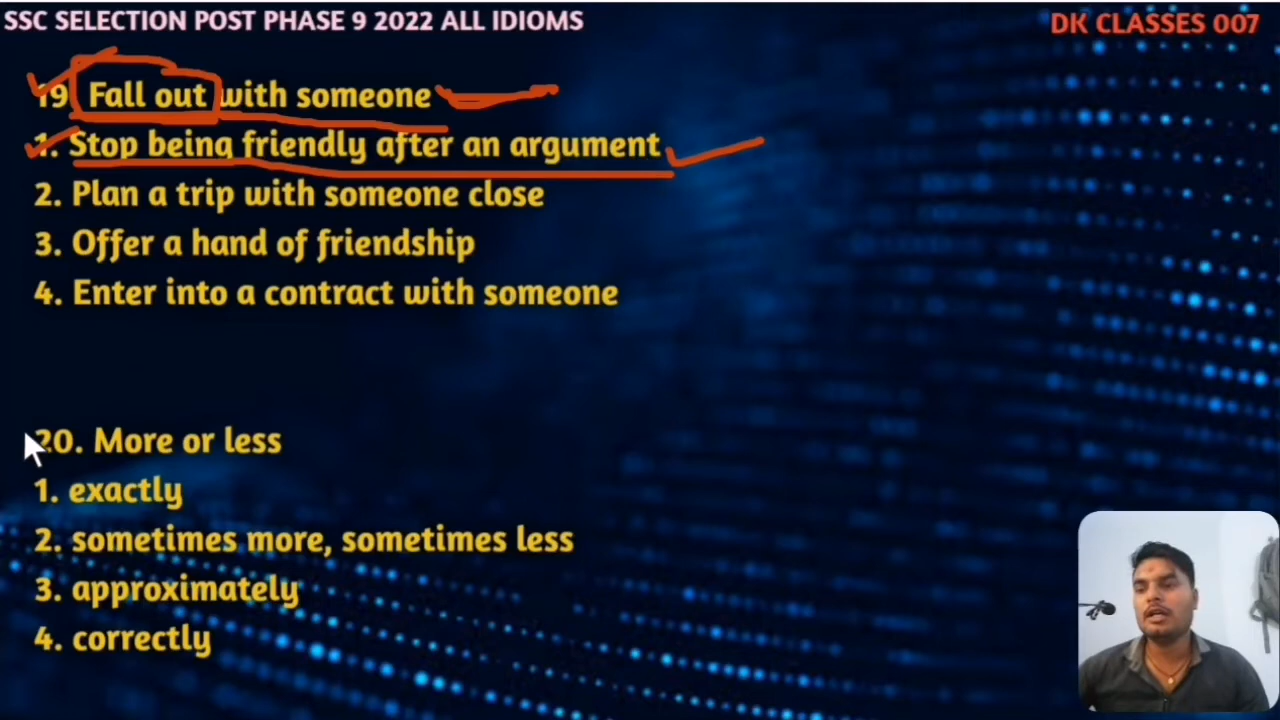 SSC SELECTION POST PHASE 9 2022 ALL IDIOMS
DK CLASSES 007
19. Fall out with someone
1. Stop being friendly after an argument
2. Plan a trip with someone close
3. Offer a hand of friendship
4. Enter into a contract with someone
20. More or less
1. exactly
2. sometimes more, sometimes less
3. approximately
4. correctly